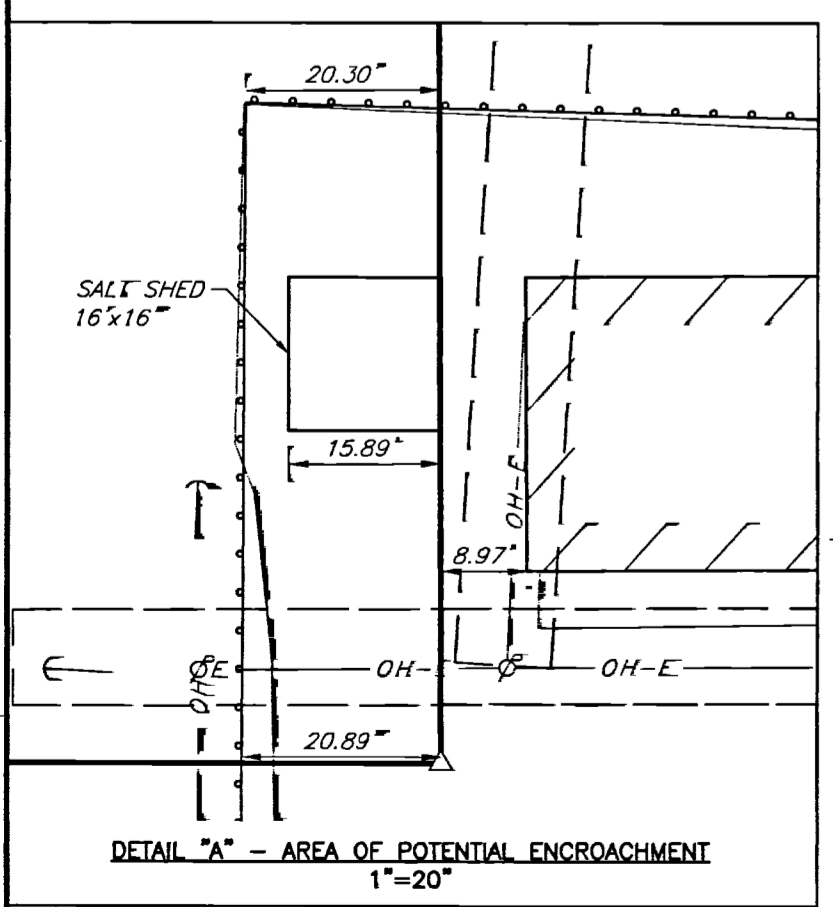 20.30'
SALT SHED
16'x16'
15.89'
OH-E
8.97'
E
OH-
OH-E
OH
20.89'
DETAIL "A" - AREA OF POTENTIAL ENCROACHMENT
1"=20'